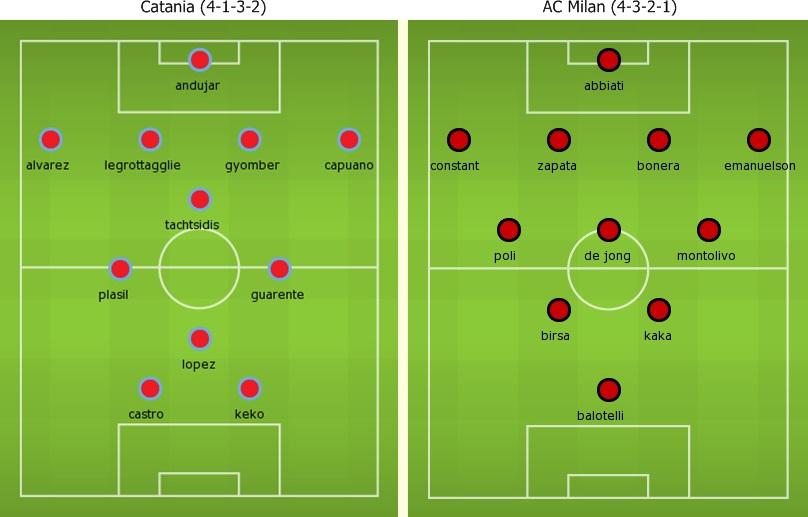 Catania (4-1-3-2)
andujar
alvarez legrottagglie gyomber capuano
tachtsidis
plasil guarente
lopez
castro keko
AC Milan (4-3-2-1)
abbiati
constant zapata bonera emanuelson
poli de jong montolivo
birsa kaka
balotelli